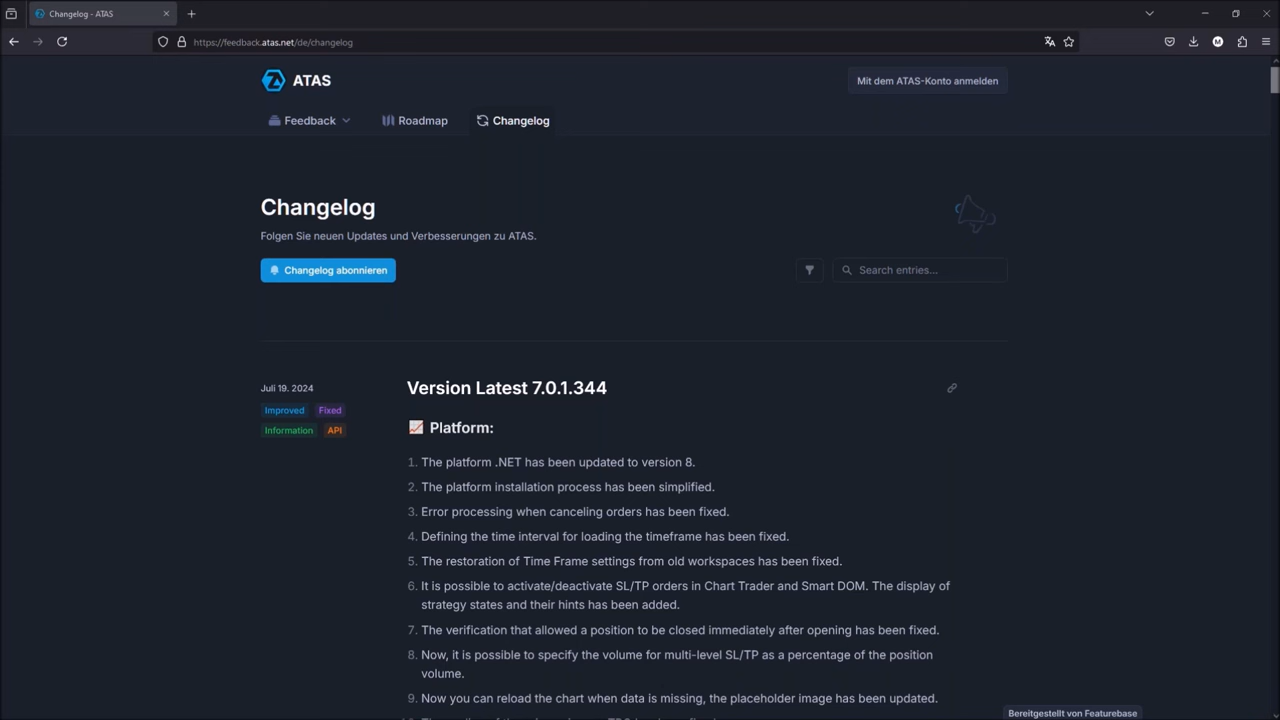 Changelog - ATAS
https://feedback.atas.net/de/changelog
ATAS
Mit dem ATAS-Konto anmelden
Feedback
Roadmap
Changelog
Changelog
Folgen Sie neuen Updates und Verbesserungen zu ATAS.
Changelog abonnieren
Search entries...
Juli 19. 2024
Improved Fixed
Information API
Version Latest 7.0.1.344
Platform:
1. The platform .NET has been updated to version 8.
2. The platform installation process has been simplified.
3. Error processing when canceling orders has been fixed.
4. Defining the time interval for loading the timeframe has been fixed.
5. The restoration of Time Frame settings from old workspaces has been fixed.
6. It is possible to activate/deactivate SL/TP orders in Chart Trader and Smart DOM. The display of
strategy states and their hints has been added.
7. The verification that allowed a position to be closed immediately after opening has been fixed.
8. Now, it is possible to specify the volume for multi-level SL/TP as a percentage of the position
volume.
9. Now you can reload the chart when data is missing, the placeholder image has been updated.
Bereitgestellt von Featurebase